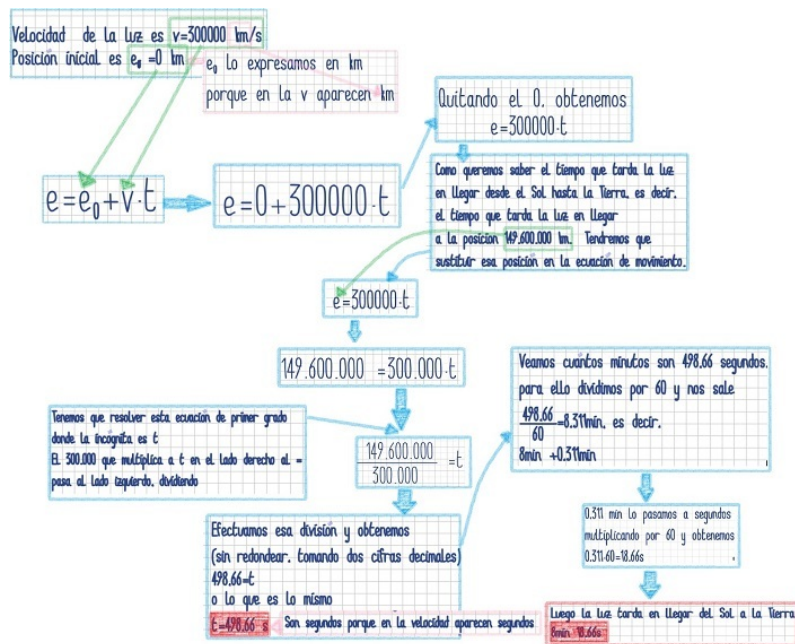 Velocidad de la luz es v=300000 km/s
Posición inicial es e₀ =0 km
e₀ Lo expresamos en km
porque en la v aparecen km
e=e₀+v·t
e=0+300000·t
Quitando el 0, obtenemos
e=300000·t
Como queremos saber el tiempo que tarda la luz
en llegar desde el Sol hasta la Tierra, es decir,
el tiempo que tarda la luz en llegar
a la posición 149.600.000 km. Tendremos que
sustituir esa posición en la ecuación de movimiento.
e=300000·t
149.600.000 =300.000·t
Tenemos que resolver esta ecuación de primer grado
donde la incógnita es t
El 300.000 que multiplica a t en el lado derecho al =
pasa al lado izquierdo, dividiendo
149.600.000
300.000
=t
Efectuamos esa división y obtenemos
(sin redondear, tomando dos cifras decimales)
498,66=t
o lo que es lo mismo
t=498,66 s
Son segundos porque en la velocidad aparecen segundos
Veamos cuántos minutos son 498,66 segundos,
para ello dividimos por 60 y nos sale
498,66
60
=8,311min, es decir,
8min +0,311min
0,311 min lo pasamos a segundos
multiplicando por 60 y obtenemos
0,311·60=18,66s
Luego la luz tarda en llegar del Sol a la Tierra
8min 18,66s